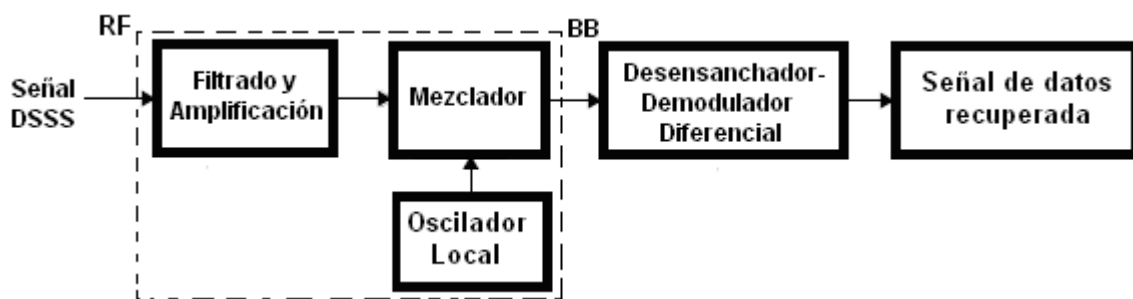 RF
BB
Señal
DSSS
Filtrado y
Amplificación
Mezclador
Desensanchador-
Demodulador
Diferencial
Señal de datos
recuperada
Oscilador
Local